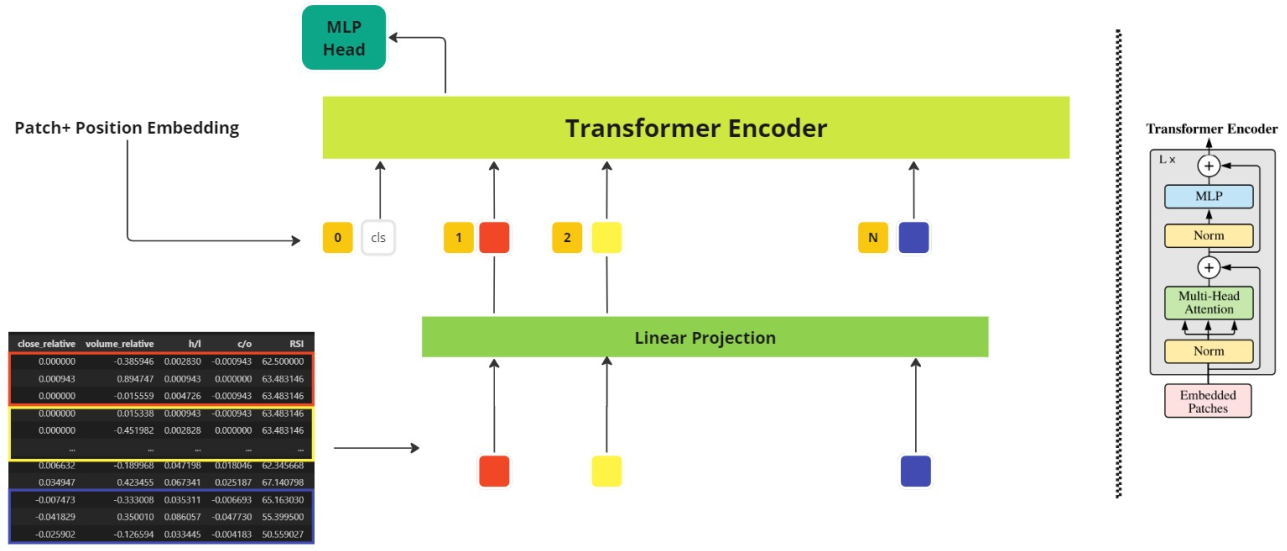 MLP
Head
Transformer Encoder
Patch+ Position Embedding
0 cls 1 2 N
Linear Projection
close_relative volume_relative h/l c/o RSI
0.000000 -0.385946 0.002830 -0.000943 62.500000
0.000943 0.894747 0.000943 0.000000 63.483146
0.000000 -0.015559 0.004726 -0.000943 63.483146
0.000000 0.015338 0.000943 -0.000943 63.483146
0.000000 -0.451982 0.002828 0.000000 63.483146
... ... ... ... ...
0.006632 -0.189968 0.047198 0.018046 62.345668
0.034947 0.423455 0.067341 0.025187 67.140798
-0.007473 -0.333008 0.035311 -0.006693 65.163030
-0.041829 0.350010 0.086057 -0.047730 55.399500
-0.025902 -0.126594 0.033445 -0.004183 50.559027
Transformer Encoder
L ×
+
MLP
Norm
+
Multi-Head
Attention
Norm
Embedded
Patches